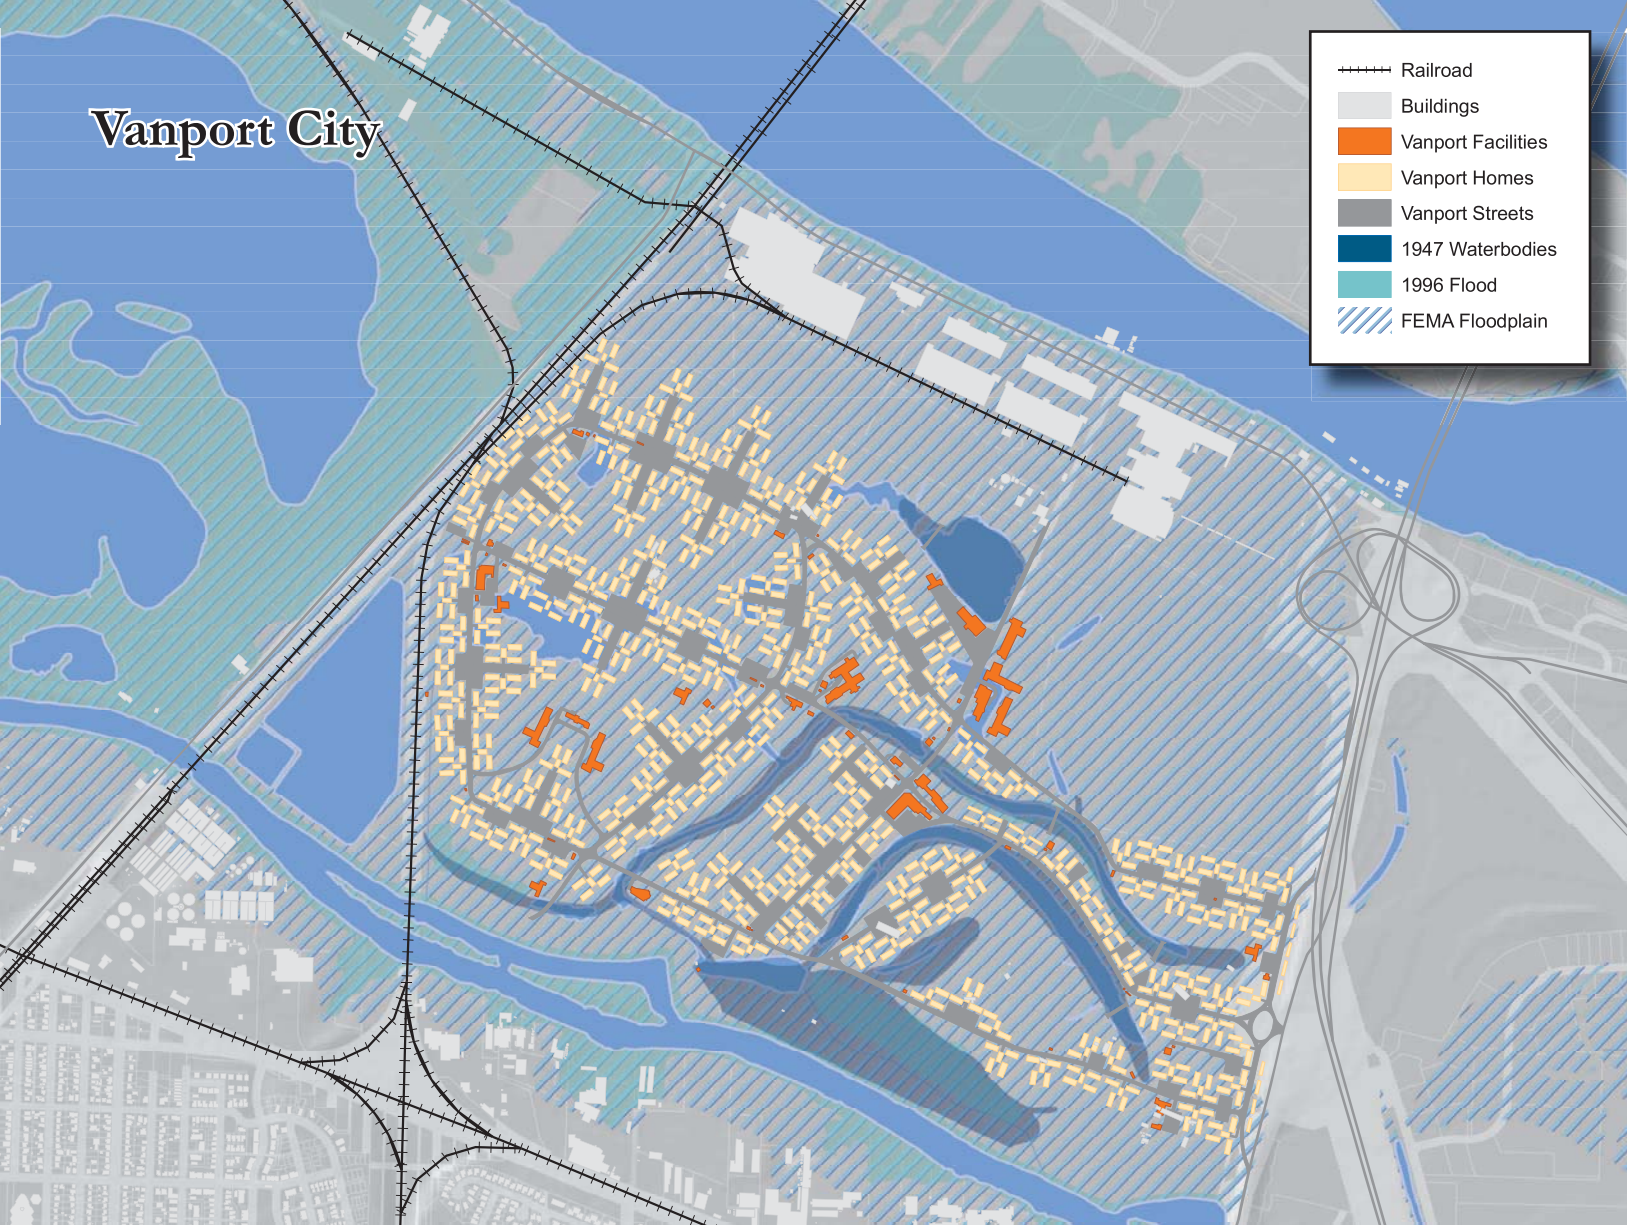 Vanport City
Railroad
Buildings
Vanport Facilities
Vanport Homes
Vanport Streets
1947 Waterbodies
1996 Flood
FEMA Floodplain